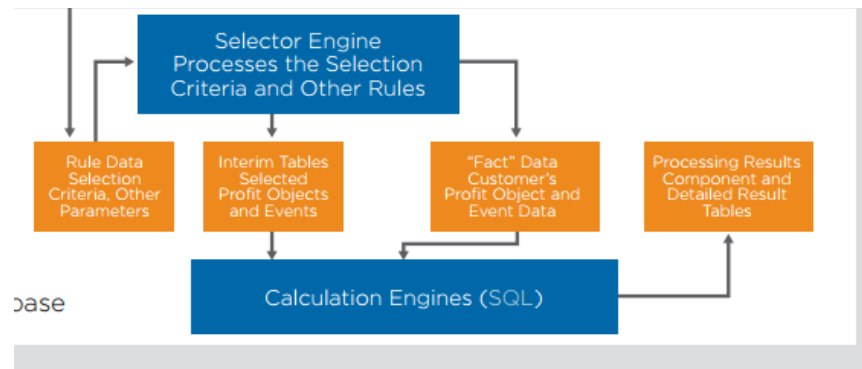 Selector Engine
Processes the Selection
Criteria and Other Rules
Rule Data
Selection
Criteria, Other
Parameters
Interim Tables
Selected
Profit Objects
and Events
“Fact” Data
Customer’s
Profit Object and
Event Data
Processing Results
Component and
Detailed Result
Tables
Calculation Engines (SQL)